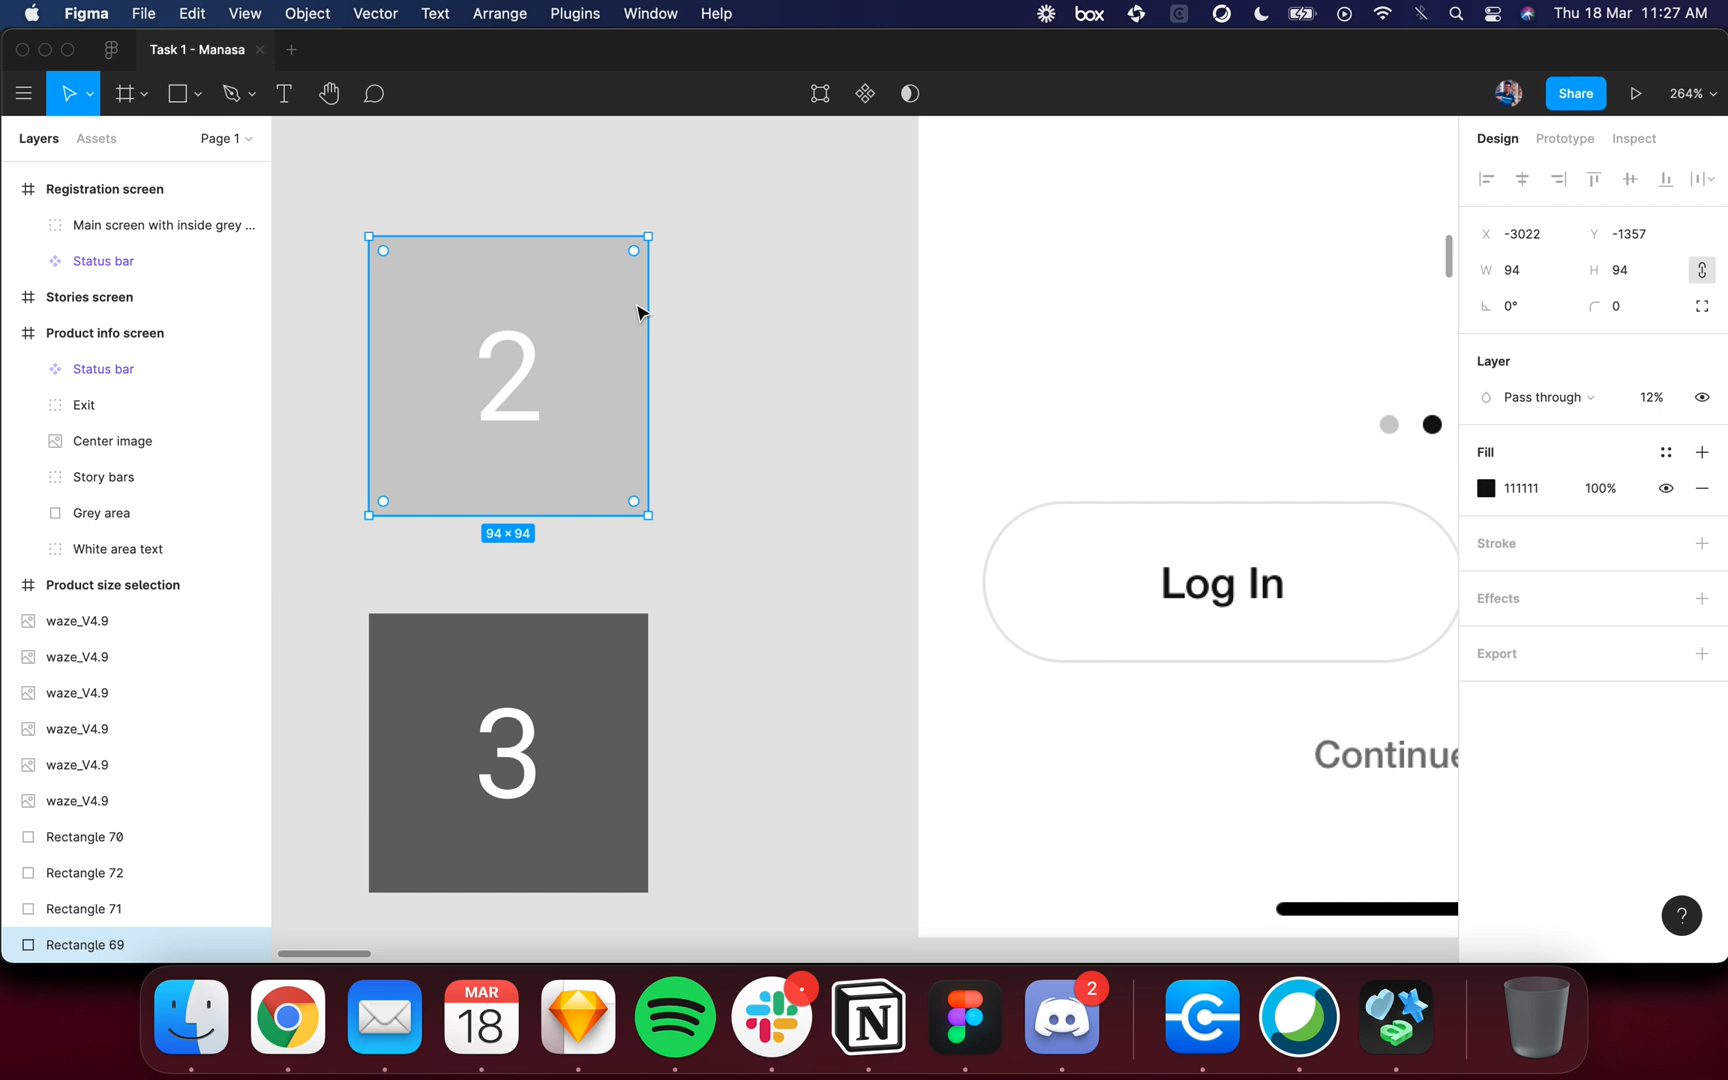 Figma File Edit View Object Vector Text Arrange Plugins Window Help box Thu 18 Mar 11:27 AM
Task 1 - Manasa
Share 264%
Layers Assets Page 1
Registration screen
Main screen with inside grey ...
Status bar
Stories screen
Product info screen
Status bar
Exit
Center image
Story bars
Grey area
White area text
Product size selection
waze_V4.9
waze_V4.9
waze_V4.9
waze_V4.9
waze_V4.9
waze_V4.9
Rectangle 70
Rectangle 72
Rectangle 71
Rectangle 69
2
94 × 94
3
Log In
Continue
Design Prototype Inspect
X -3022 Y -1357
W 94 H 94
0° 0
Layer
Pass through 12%
Fill
111111 100%
Stroke
Effects
Export
?
MAR
18
2